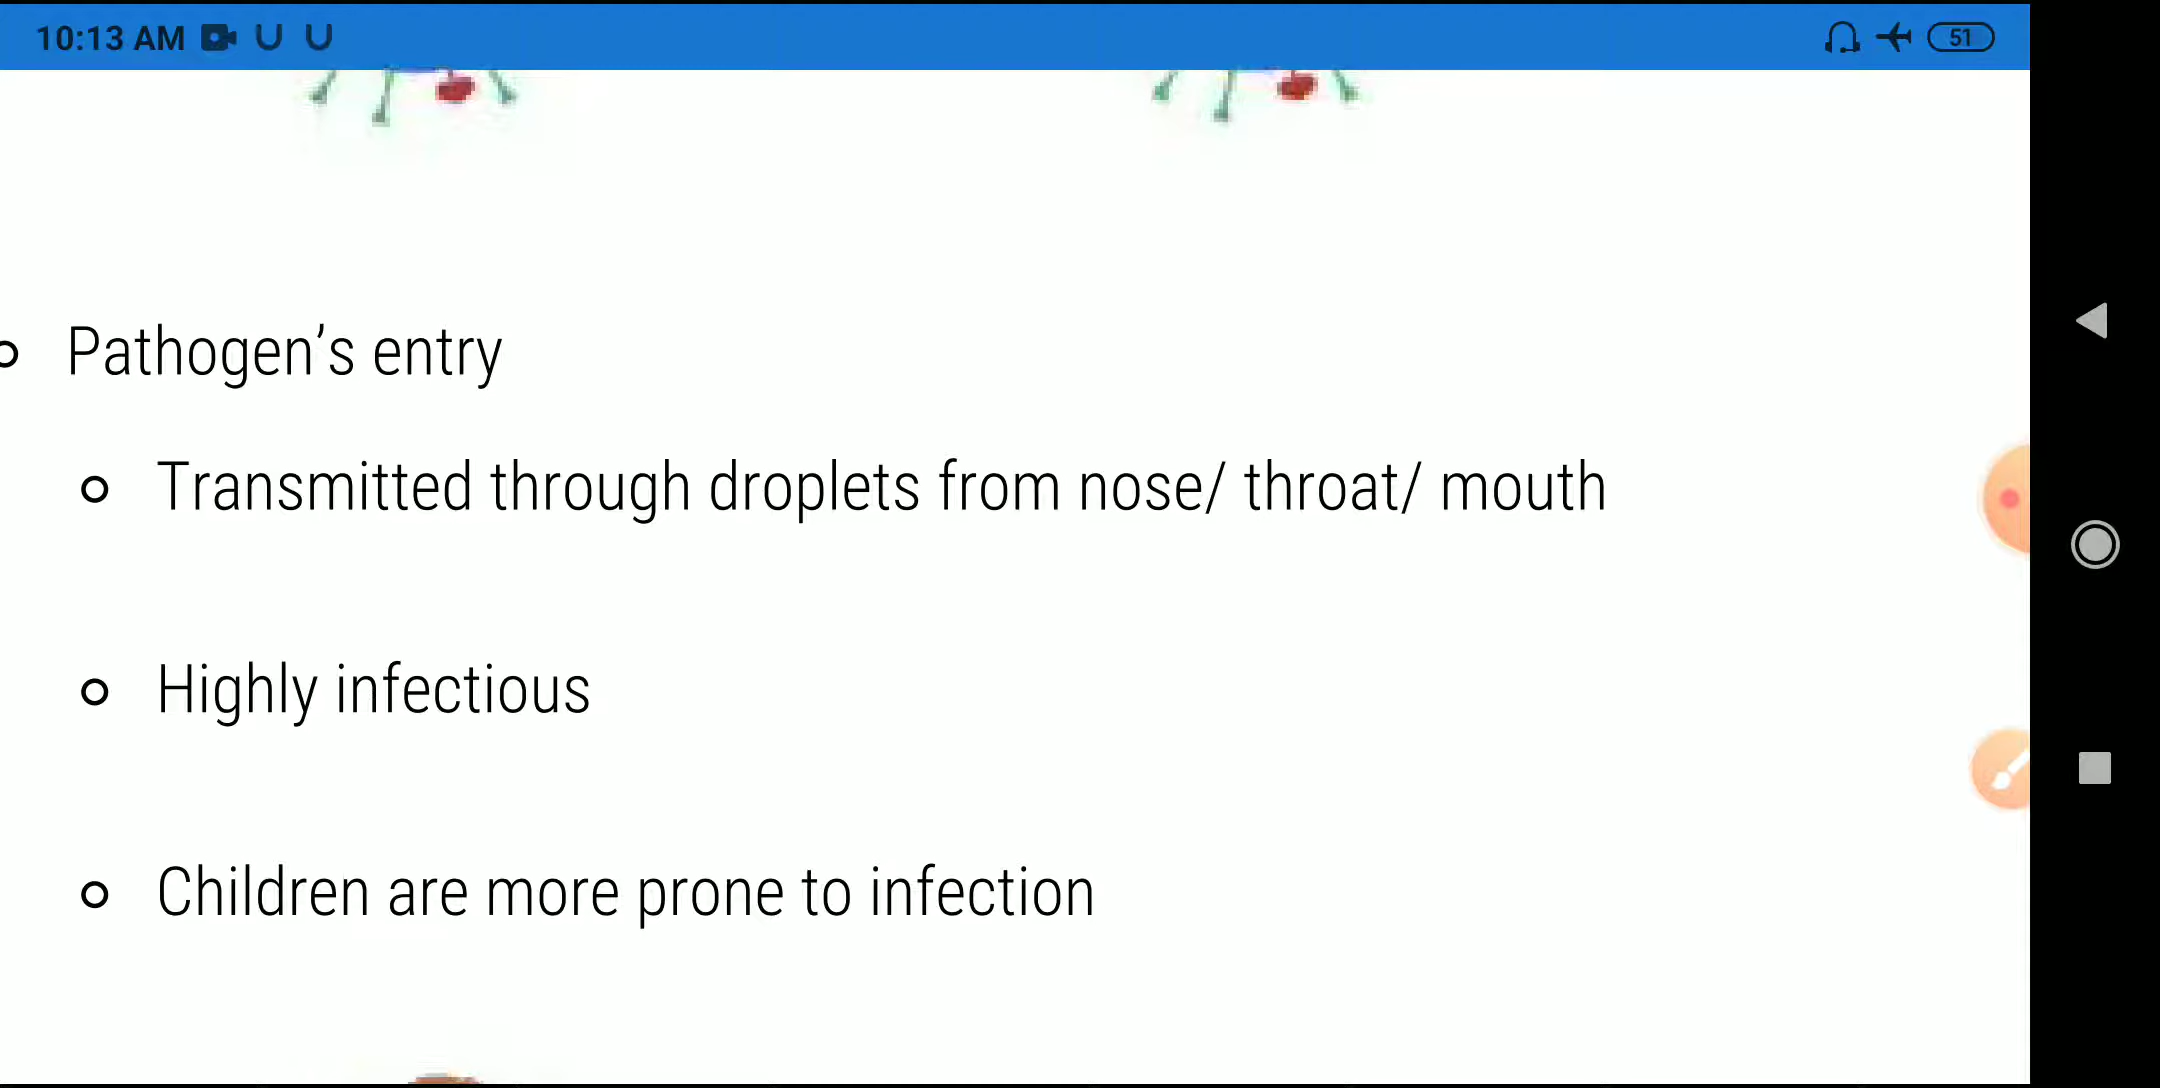 10:13 AM
51
Pathogen’s entry
Transmitted through droplets from nose/ throat/ mouth
Highly infectious
Children are more prone to infection